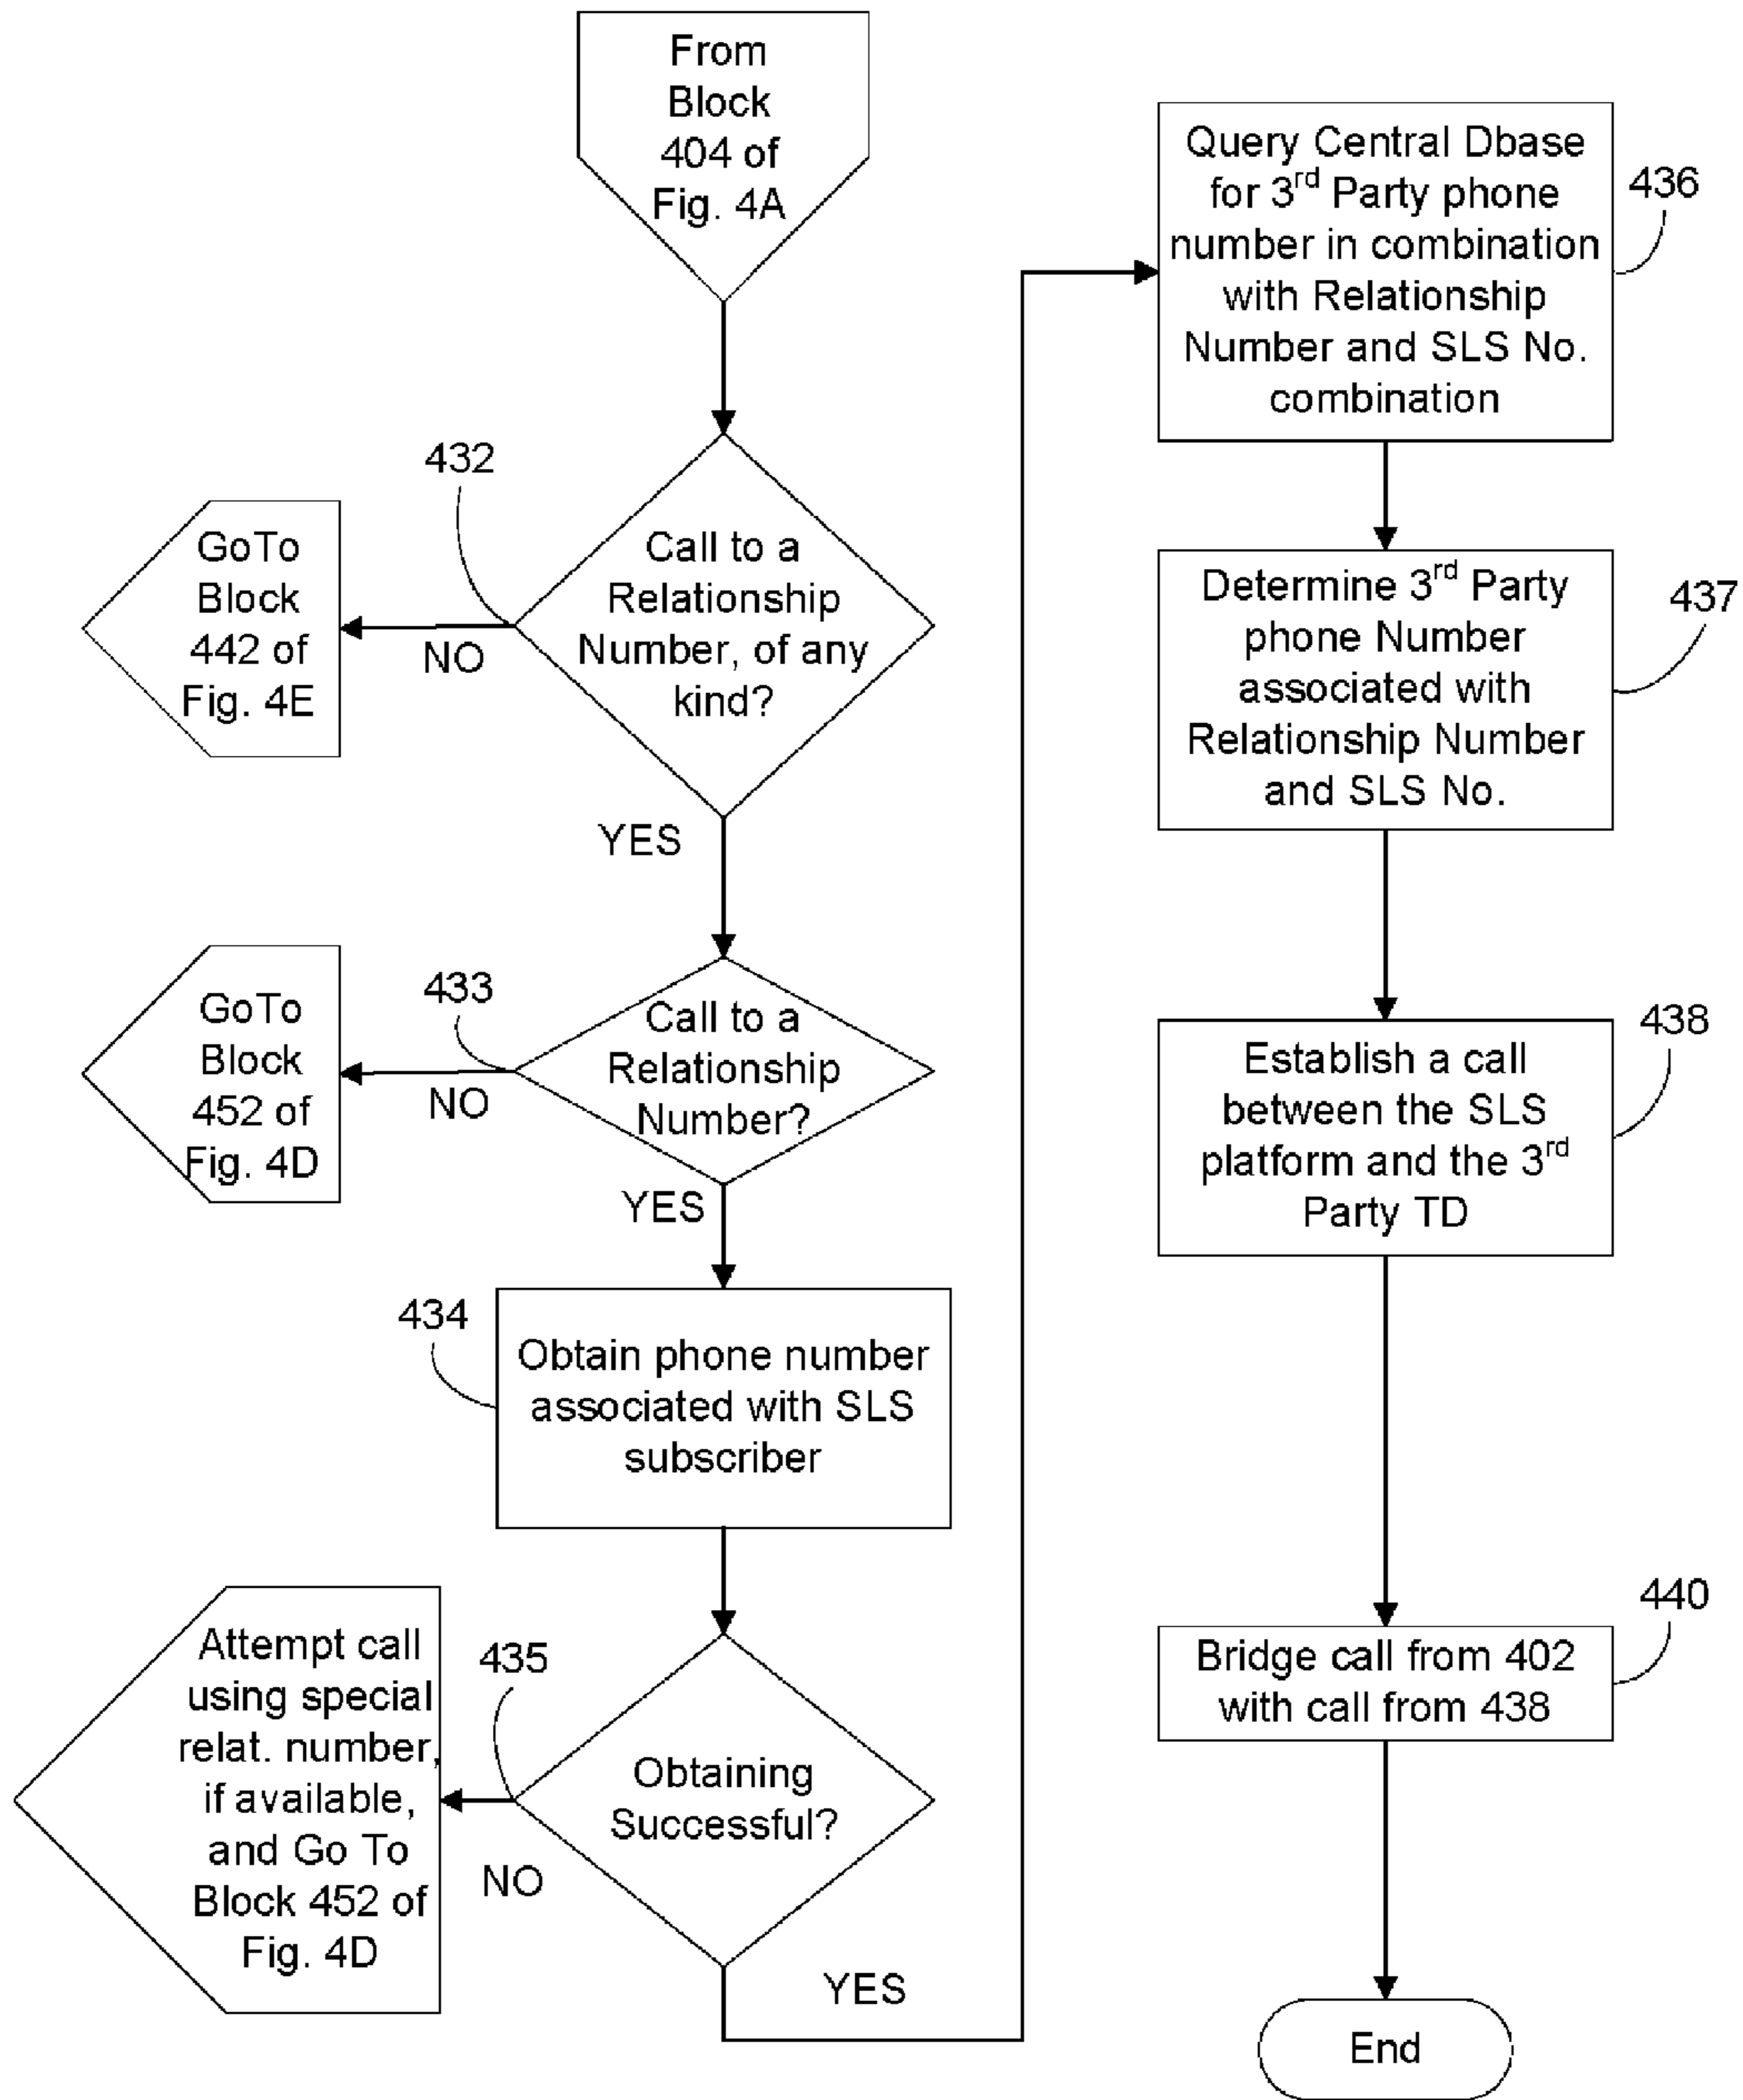 From
Block
404 of
Fig. 4A
432
Call to a
Relationship
Number, of any
kind?
NO
GoTo
Block
442 of
Fig. 4E
YES
433
Call to a
Relationship
Number?
NO
GoTo
Block
452 of
Fig. 4D
YES
434
Obtain phone number
associated with SLS
subscriber
435
Obtaining
Successful?
NO
Attempt call
using special
relat. number,
if available,
and Go To
Block 452 of
Fig. 4D
YES
Query Central Dbase
for 3rd Party phone
number in combination
with Relationship
Number and SLS No.
combination
436
Determine 3rd Party
phone Number
associated with
Relationship Number
and SLS No.
437
Establish a call
between the SLS
platform and the 3rd
Party TD
438
Bridge call from 402
with call from 438
440
End